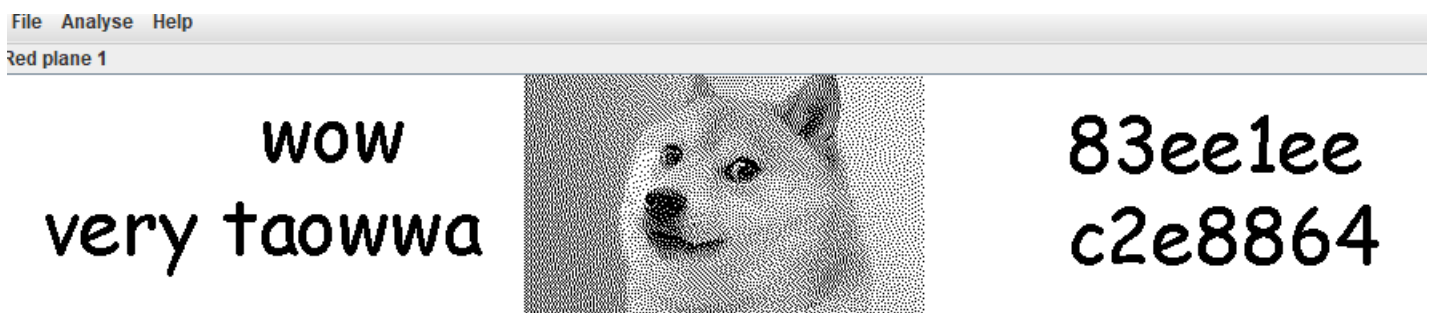 File Analyse Help
Red plane 1
wow
very taowwa
83ee1ee
c2e8864